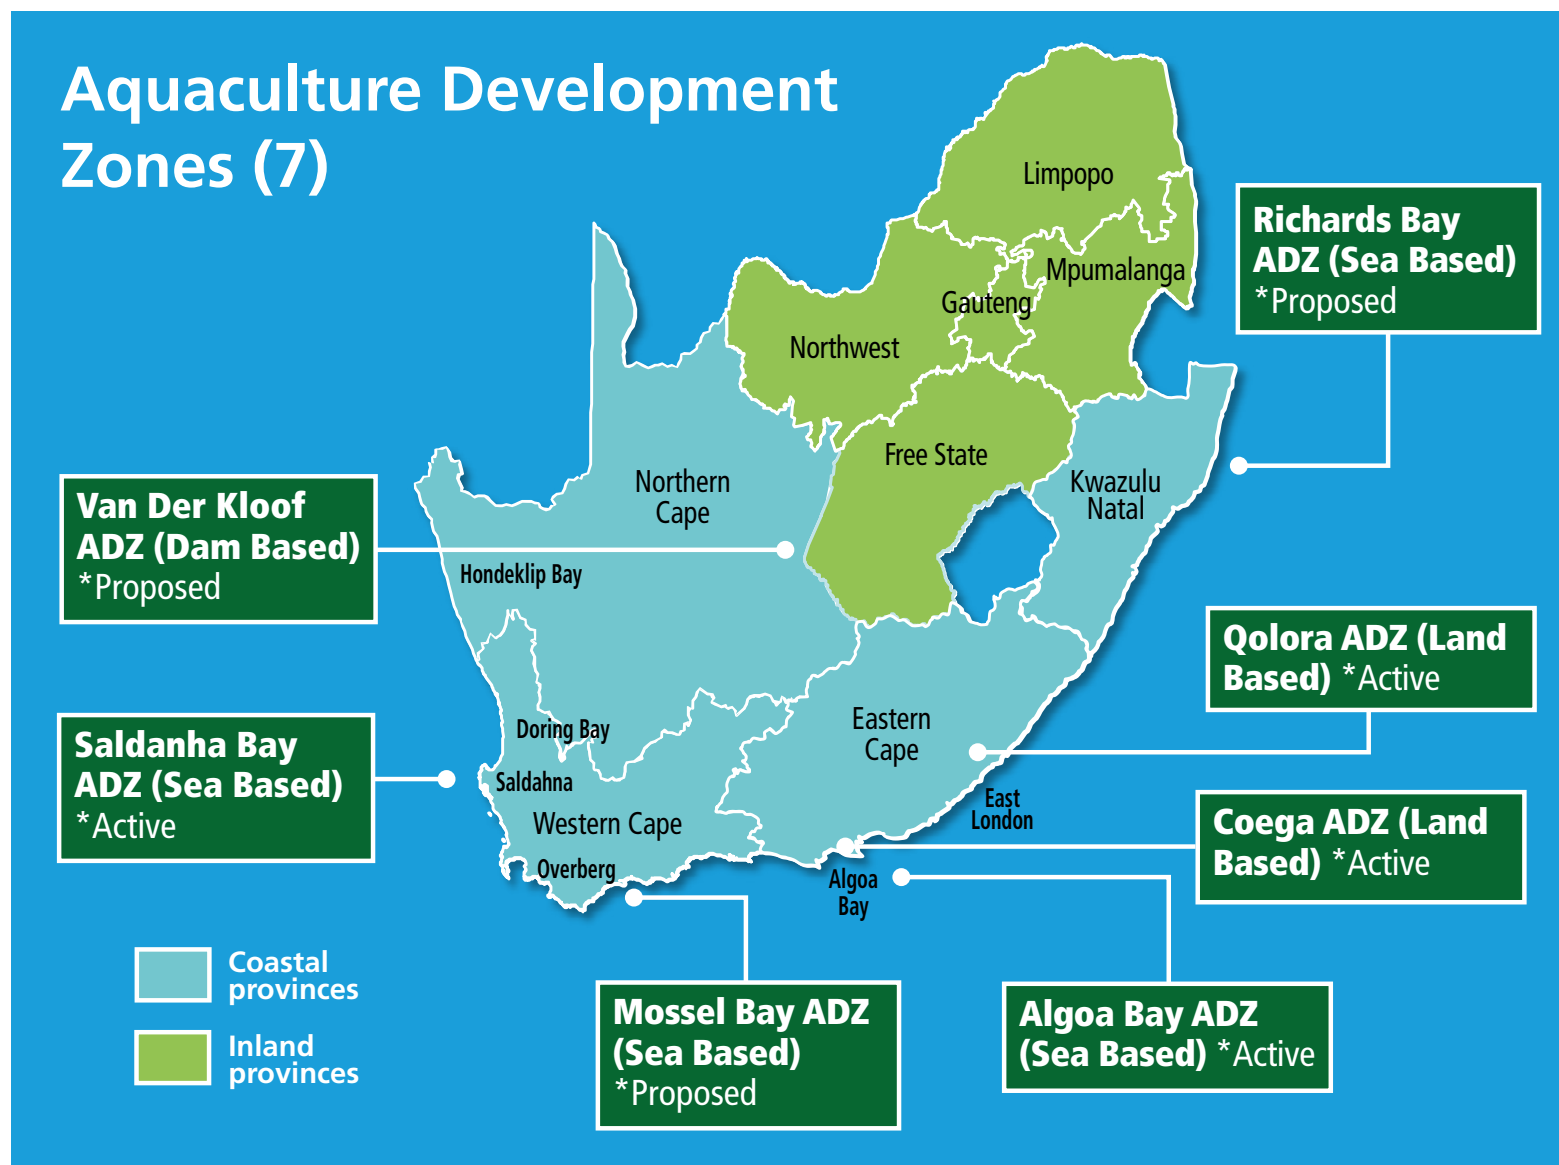 Aquaculture Development
Zones (7)
Limpopo
Richards Bay
ADZ (Sea Based)
*Proposed
Mpumalanga
Gauteng
Northwest
Free State
Northern
Cape
Kwazulu
Natal
Van Der Kloof
ADZ (Dam Based)
*Proposed
Hondeklip Bay
Qolora ADZ (Land
Based) *Active
Eastern
Cape
Doring Bay
Saldanha Bay
ADZ (Sea Based)
*Active
Saldahna
East
London
Western Cape
Coega ADZ (Land
Based) *Active
Overberg
Algoa
Bay
Coastal
provinces
Inland
provinces
Mossel Bay ADZ
(Sea Based)
*Proposed
Algoa Bay ADZ
(Sea Based) *Active